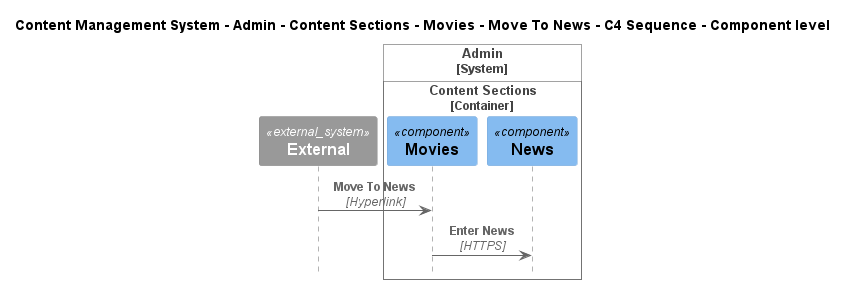 Content Management System - Admin - Content Sections - Movies - Move To News - C4 Sequence - Component level
Admin
[System]
Content Sections
[Container]
«external_system»
External
«component»
Movies
«component»
News
Move To News
[Hyperlink]
Enter News
[HTTPS]